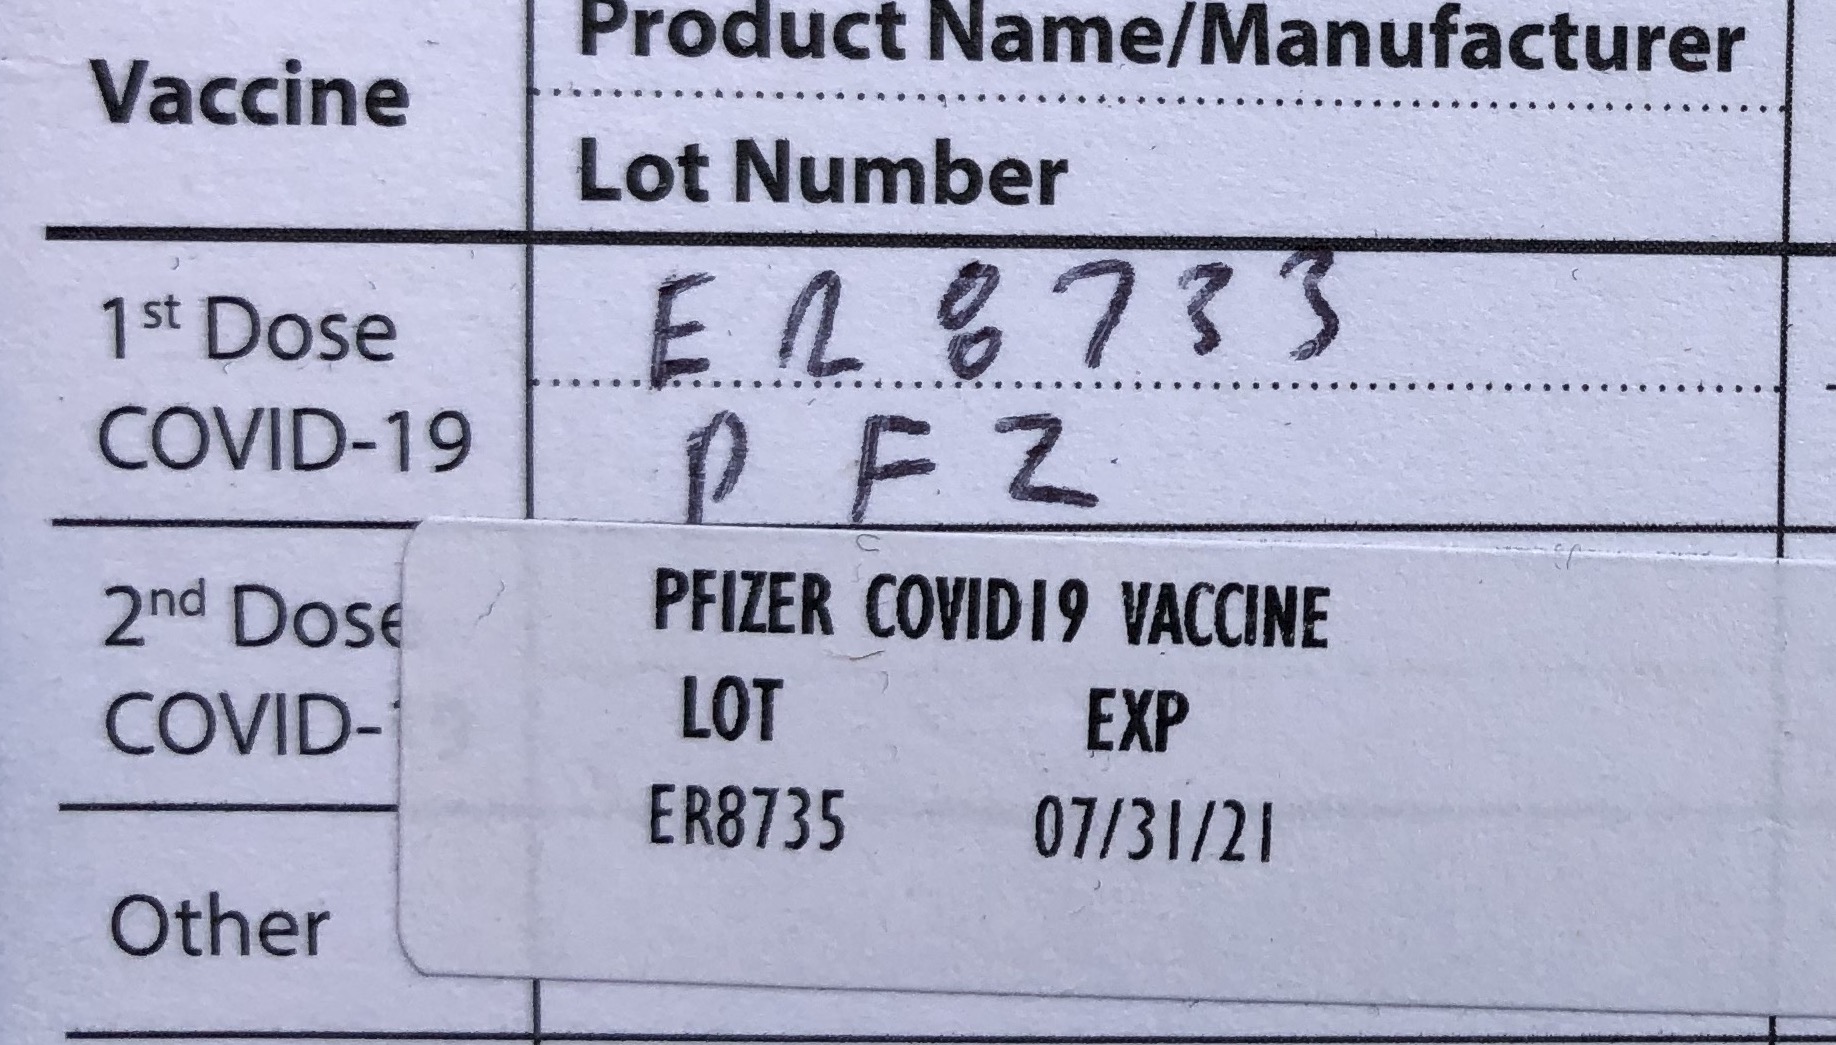 Vaccine
Product Name/Manufacturer
Lot Number
1st Dose
COVID-19
ER8733
PFZ
2nd Dose
COVID-
PFIZER COVID19 VACCINE
LOT EXP
ER8735 07/31/21
Other